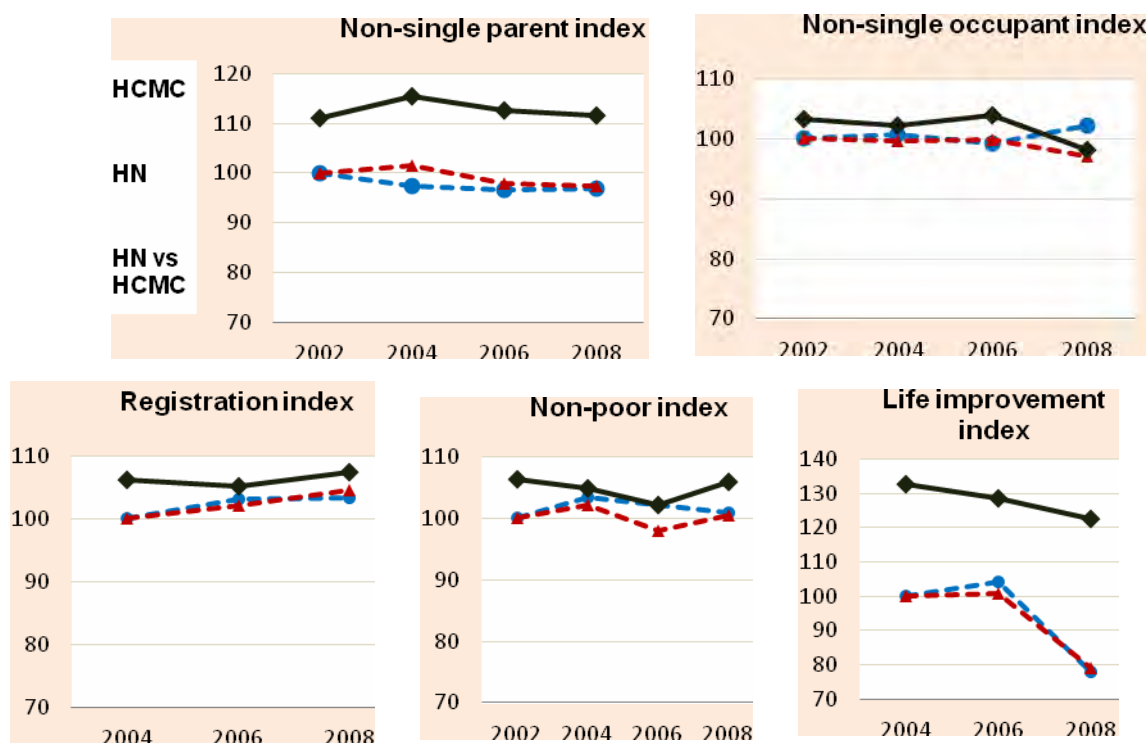 Non-single parent index
HCMC
HN
HN vs
HCMC
120
110
100
90
80
70
2002 2004 2006 2008
Non-single occupant index
110
100
90
80
70
2002 2004 2006 2008
Registration index
110
100
90
80
70
2004 2006 2008
Non-poor index
110
100
90
80
70
2002 2004 2006 2008
Life improvement
index
140
130
120
110
100
90
80
70
2004 2006 2008